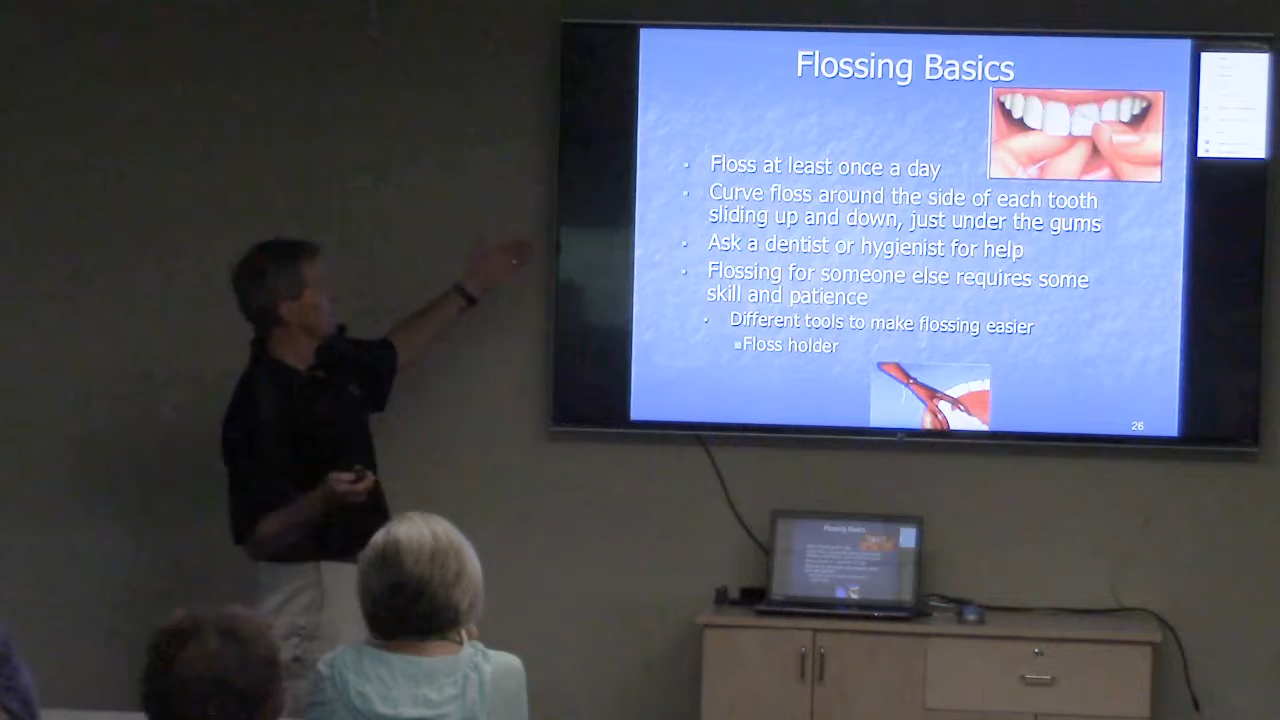 Flossing Basics
Floss at least once a day
Curve floss around the side of each tooth
sliding up and down, just under the gums
Ask a dentist or hygienist for help
Flossing for someone else requires some
skill and patience
Different tools to make flossing easier
Floss holder
26
Flossing Basics